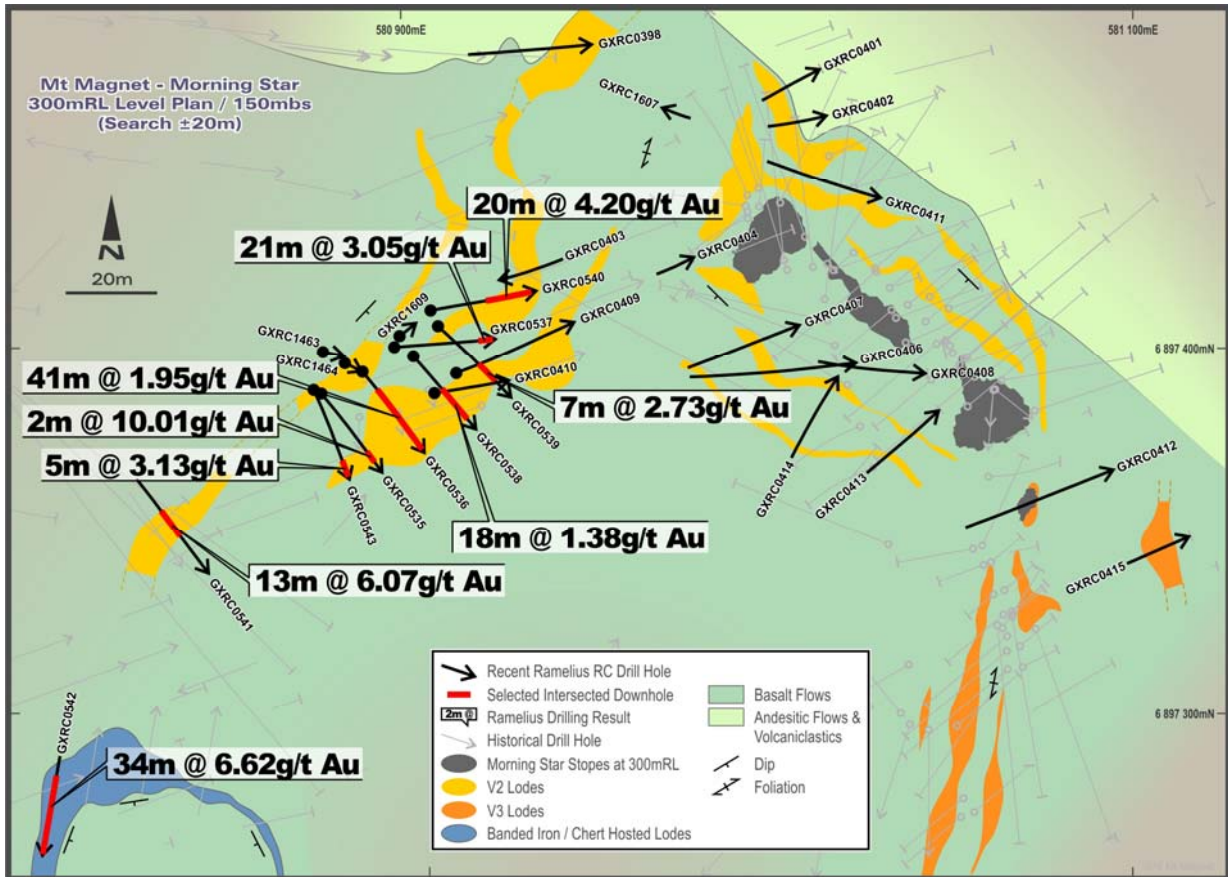 580 900mE
581 100mE
Mt Magnet - Morning Star
300mRL Level Plan / 150mbs
(Search ±20m)
GXRC0398
GXRC0401
GXRC1607
GXRC0402
N
20m
20m @ 4.20g/t Au
GXRC0411
21m @ 3.05g/t Au
GXRC0403
GXRC0404
GXRC0540
GXRC1609
GXRC0409
GXRC0407
GXRC0537
GXRC1463
GXRC1464
6 897 400mN
GXRC0406
GXRC0408
41m @ 1.95g/t Au
GXRC0410
7m @ 2.73g/t Au
2m @ 10.01g/t Au
GXRC0539
GXRC0538
5m @ 3.13g/t Au
GXRC0536
GXRC0535
GXRC0543
GXRC0414
GXRC0413
GXRC0412
18m @ 1.38g/t Au
13m @ 6.07g/t Au
GXRC0541
GXRC0415
GXRC0542
34m @ 6.62g/t Au
6 897 300mN
Recent Ramelius RC Drill Hole
Selected Intersected Downhole
2m @
Ramelius Drilling Result
Historical Drill Hole
Morning Star Stopes at 300mRL
V2 Lodes
V3 Lodes
Banded Iron / Chert Hosted Lodes
Basalt Flows
Andesitic Flows &
Volcaniclastics
Dip
Foliation